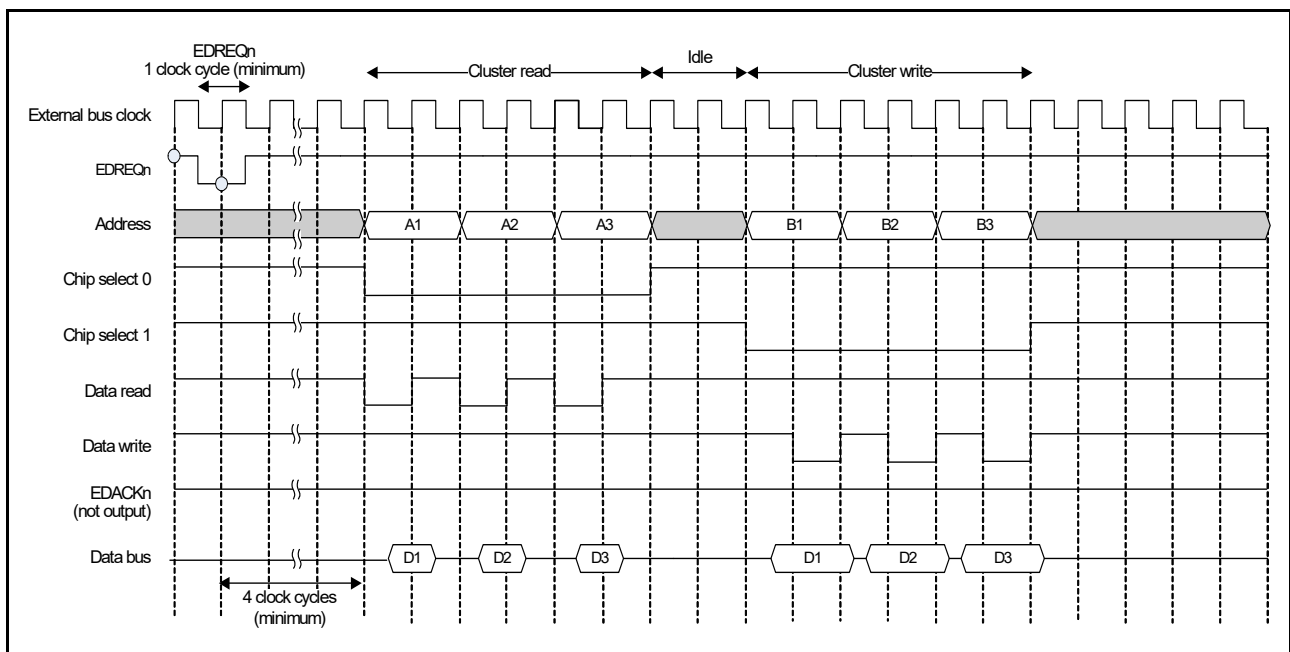 EDREQn
1 clock cycle (minimum)
Cluster read
Idle
Cluster write
External bus clock
EDREQn
Address
A1
A2
A3
B1
B2
B3
Chip select 0
Chip select 1
Data read
Data write
EDACKn
(not output)
Data bus
D1
D2
D3
D1
D2
D3
4 clock cycles
(minimum)